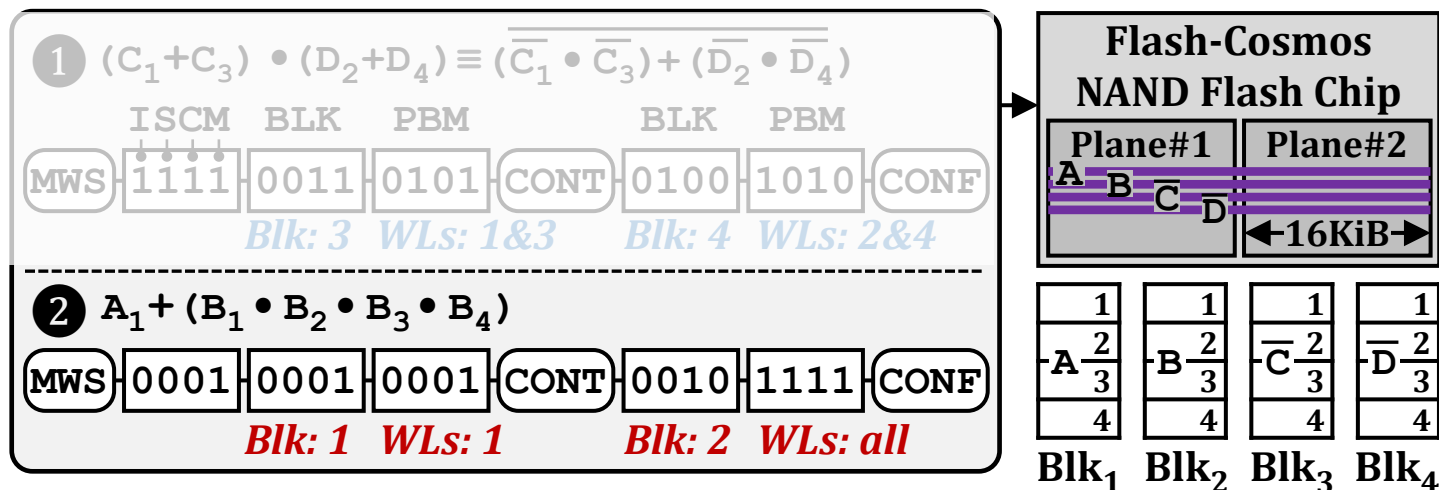 1 (C₁+C₃) • (D₂+D₄) ≡ (C̅₁̅ • C̅₃̅)+(D̅₂̅ • D̅₄̅)
ISCM BLK PBM BLK PBM
MWS 1111 0011 0101 CONT 0100 1010 CONF
Blk: 3 WLs: 1&3 Blk: 4 WLs: 2&4
2 A₁+(B₁ • B₂ • B₃ • B₄)
MWS 0001 0001 0001 CONT 0010 1111 CONF
Blk: 1 WLs: 1 Blk: 2 WLs: all
Flash-Cosmos
NAND Flash Chip
Plane#1 Plane#2
A B C̅ D̅
16KiB
1 1 1 1
A 2 B 2 C̅ 2 D̅ 2
3 3 3 3
4 4 4 4
Blk₁ Blk₂ Blk₃ Blk₄